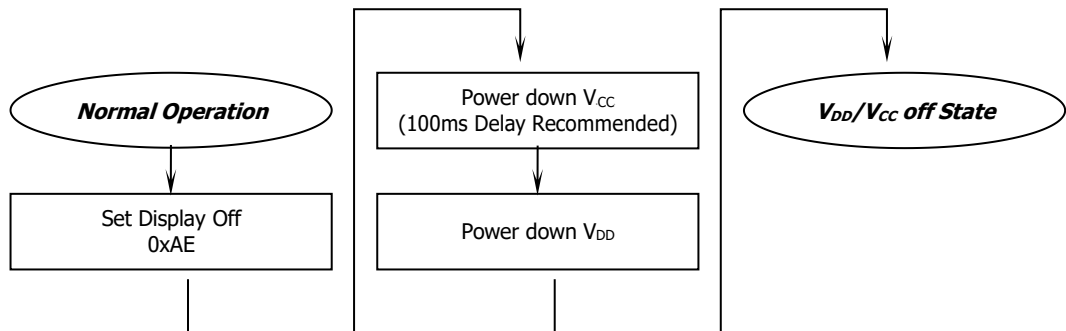 Normal Operation
Set Display Off
0xAE
Power down VCC
(100ms Delay Recommended)
Power down VDD
VDD/VCC off State